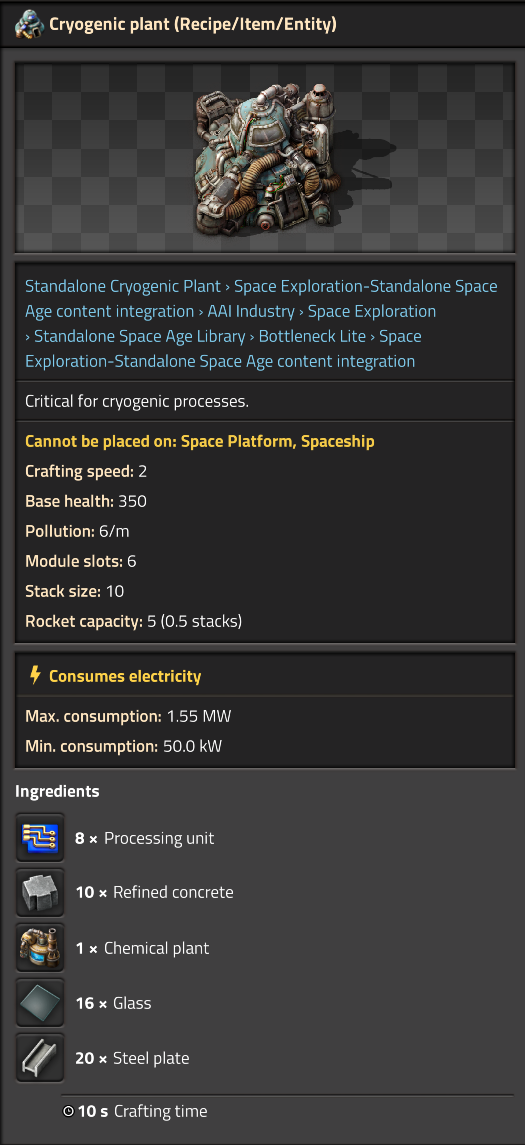 Cryogenic plant (Recipe/Item/Entity)
Standalone Cryogenic Plant › Space Exploration-Standalone Space
Age content integration › AAI Industry › Space Exploration
› Standalone Space Age Library › Bottleneck Lite › Space
Exploration-Standalone Space Age content integration
Critical for cryogenic processes.
Cannot be placed on: Space Platform, Spaceship
Crafting speed: 2
Base health: 350
Pollution: 6/m
Module slots: 6
Stack size: 10
Rocket capacity: 5 (0.5 stacks)
Consumes electricity
Max. consumption: 1.55 MW
Min. consumption: 50.0 kW
Ingredients
8 × Processing unit
10 × Refined concrete
1 × Chemical plant
16 × Glass
20 × Steel plate
10 s Crafting time